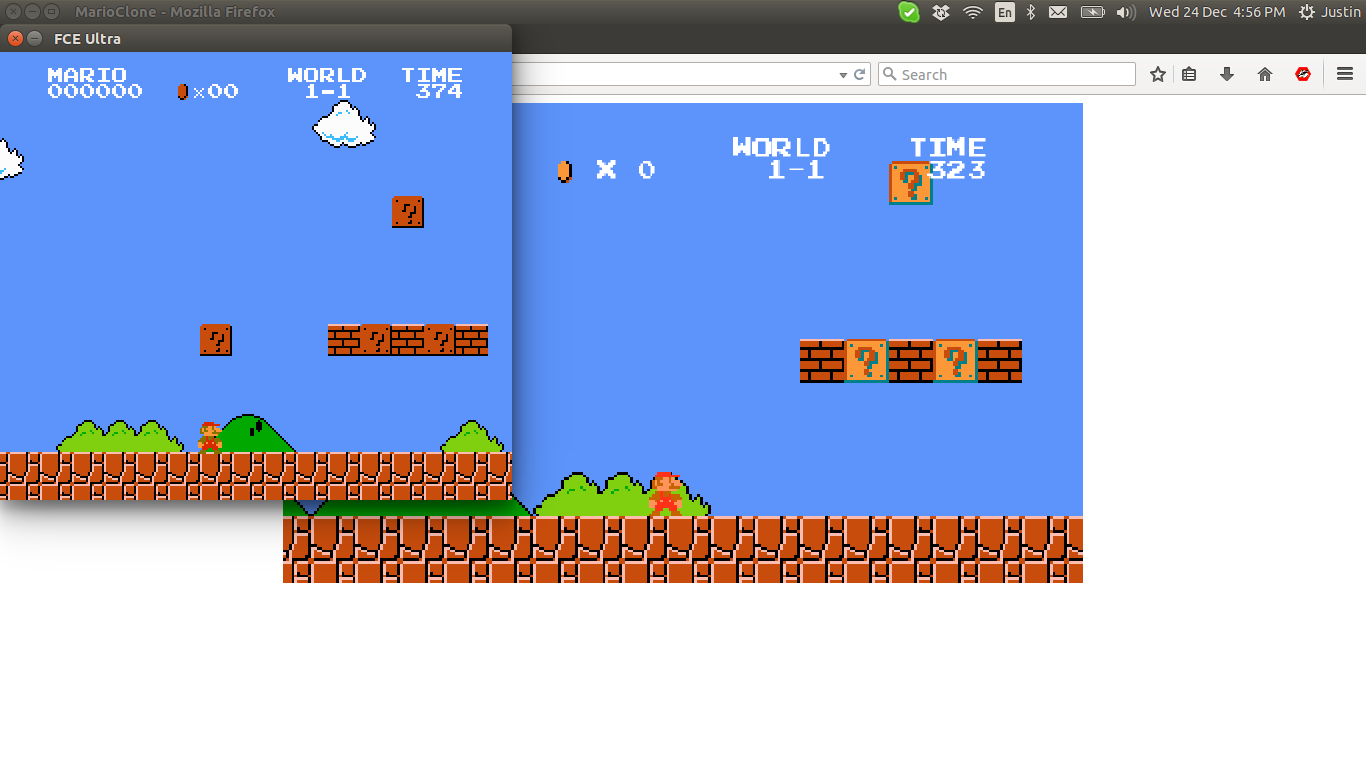 MarioClone - Mozilla Firefox
En
Wed 24 Dec 4:56 PM
Justin
FCE Ultra
Search
MARIO WORLD TIME
000000 x00 1-1 374
? 
? ? ?
WORLD TIME
X 0 1-1 323
?
? ?